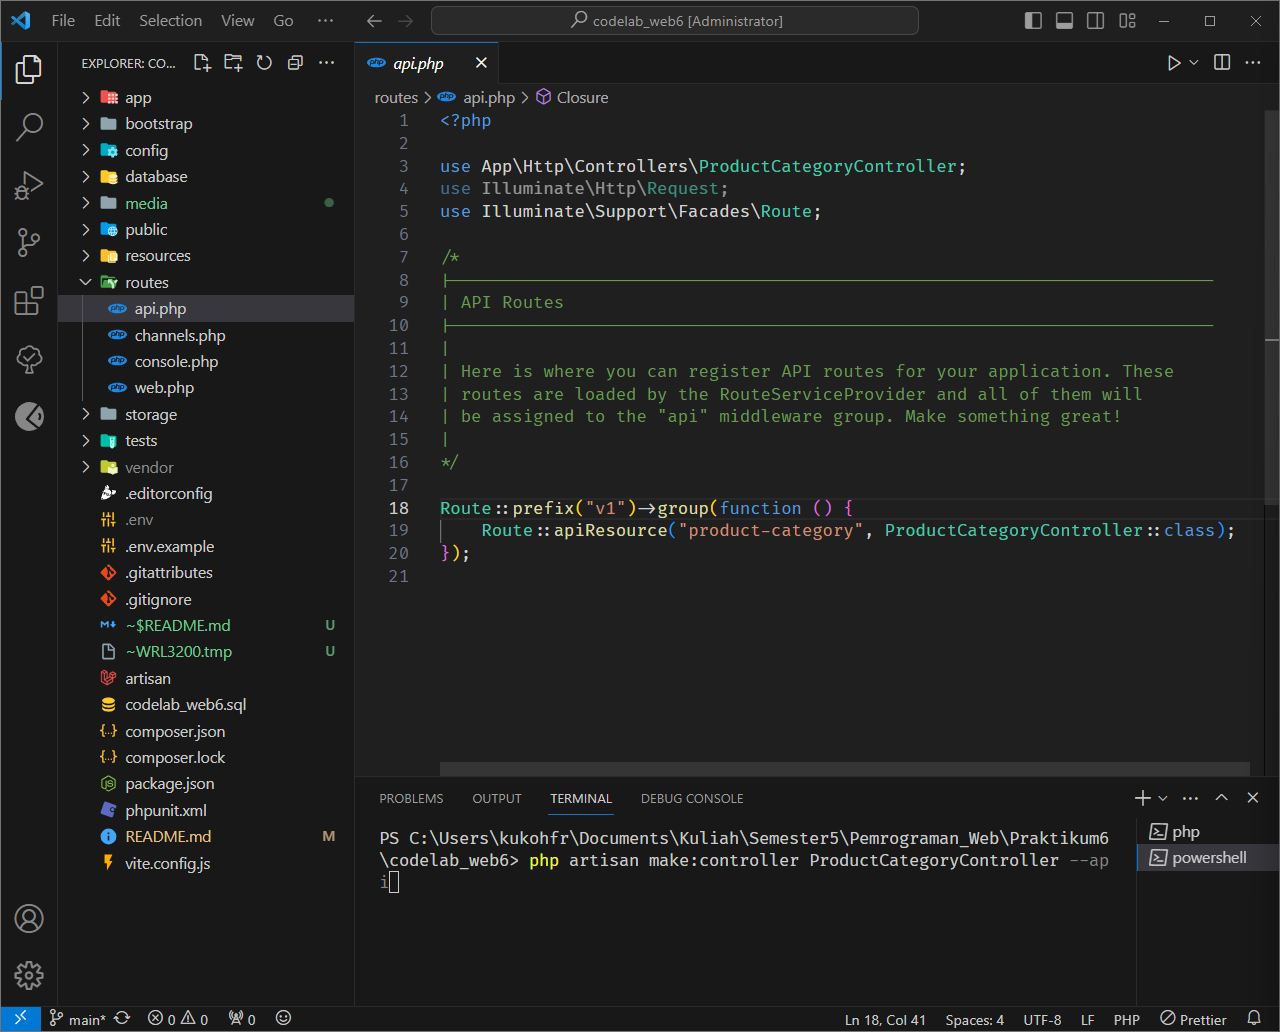 File Edit Selection View Go ··· codelab_web6 [Administrator]
EXPLORER: CO... ···
app
bootstrap
config
database
media
public
resources
routes
php api.php
php channels.php
php console.php
php web.php
storage
tests
vendor
.editorconfig
.env
.env.example
.gitattributes
.gitignore
~$README.md U
~WRL3200.tmp U
artisan
codelab_web6.sql
{··} composer.json
{··} composer.lock
package.json
phpunit.xml
README.md M
vite.config.js
php api.php
routes > php api.php > Closure
1 <?php
2
3 use App\Http\Controllers\ProductCategoryController;
4 use Illuminate\Http\Request;
5 use Illuminate\Support\Facades\Route;
6
7 /*
8 |--------------------------------------------------------------------------
9 | API Routes
10 |--------------------------------------------------------------------------
11 |
12 | Here is where you can register API routes for your application. These
13 | routes are loaded by the RouteServiceProvider and all of them will
14 | be assigned to the "api" middleware group. Make something great!
15 |
16 */
17
18 Route::prefix("v1")->group(function () {
19 Route::apiResource("product-category", ProductCategoryController::class);
20 });
21
PROBLEMS OUTPUT TERMINAL DEBUG CONSOLE
PS C:\Users\kukohfr\Documents\Kuliah\Semester5\Pemrograman_Web\Praktikum6
\codelab_web6> php artisan make:controller ProductCategoryController --ap
i
php
powershell
main* 0 0 0 Ln 18, Col 41 Spaces: 4 UTF-8 LF PHP Prettier